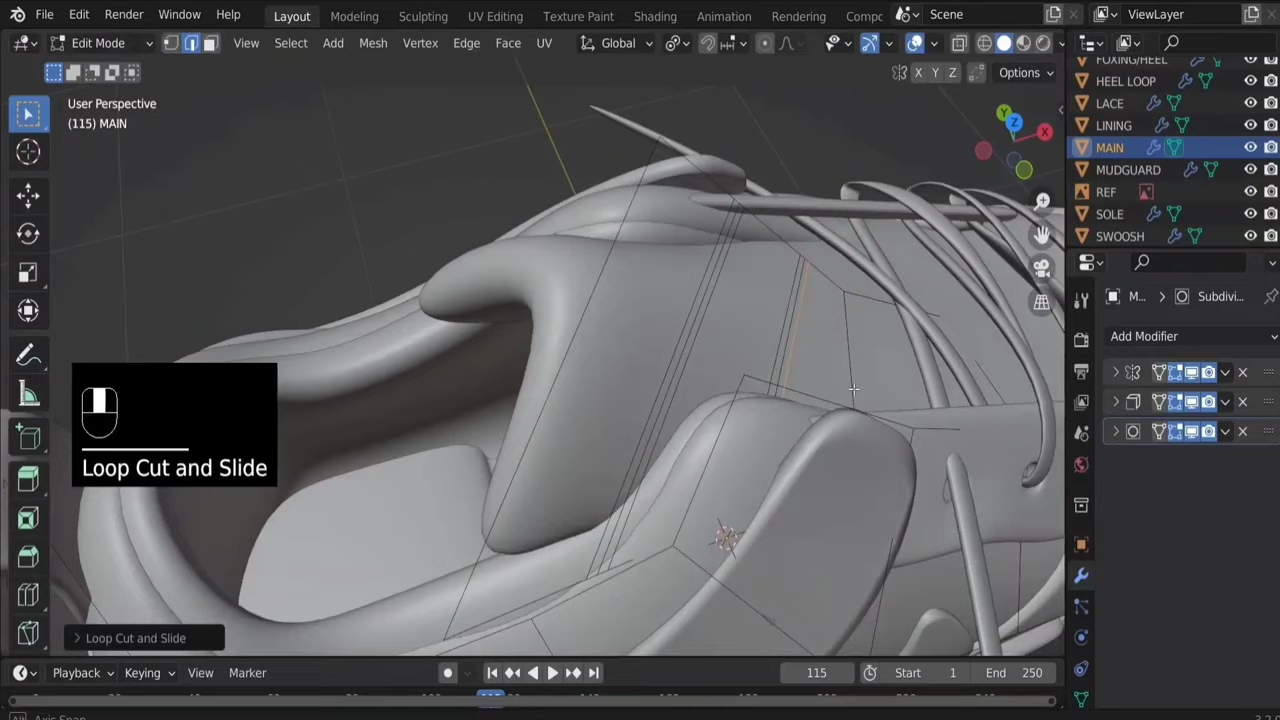 File Edit Render Window Help Layout Modeling Sculpting UV Editing Texture Paint Shading Animation Rendering Compc Scene ViewLayer
Edit Mode View Select Add Mesh Vertex Edge Face UV Global
X Y Z Options
User Perspective
(115) MAIN
Z Y X
FOXING/HEEL
HEEL LOOP
LACE
LINING
MAIN
MUDGUARD
REF
SOLE
SWOOSH
M... Subdivi...
Add Modifier
Loop Cut and Slide
Loop Cut and Slide
Playback Keying View Marker 115 Start 1 End 250
Axis Snap